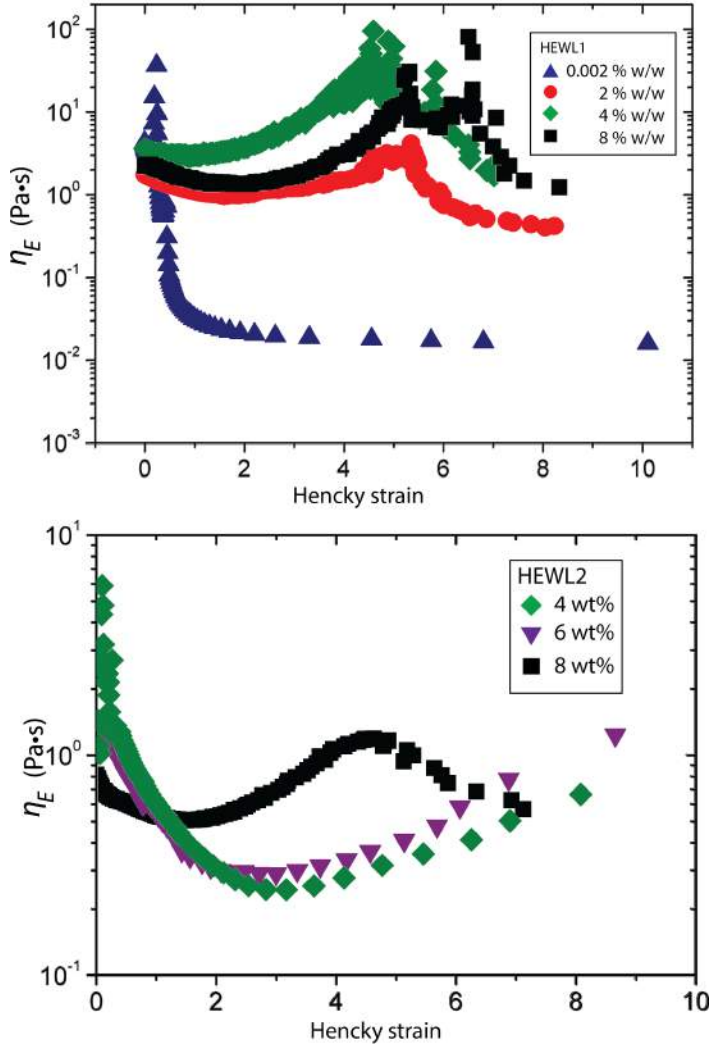 10²
10¹
10⁰
10⁻¹
10⁻²
10⁻³
η_E (Pa•s)
HEWL1
0.002 % w/w
2 % w/w
4 % w/w
8 % w/w
0 2 4 6 8 10
Hencky strain
10¹
10⁰
10⁻¹
η_E (Pa•s)
HEWL2
4 wt%
6 wt%
8 wt%
0 2 4 6 8 10
Hencky strain